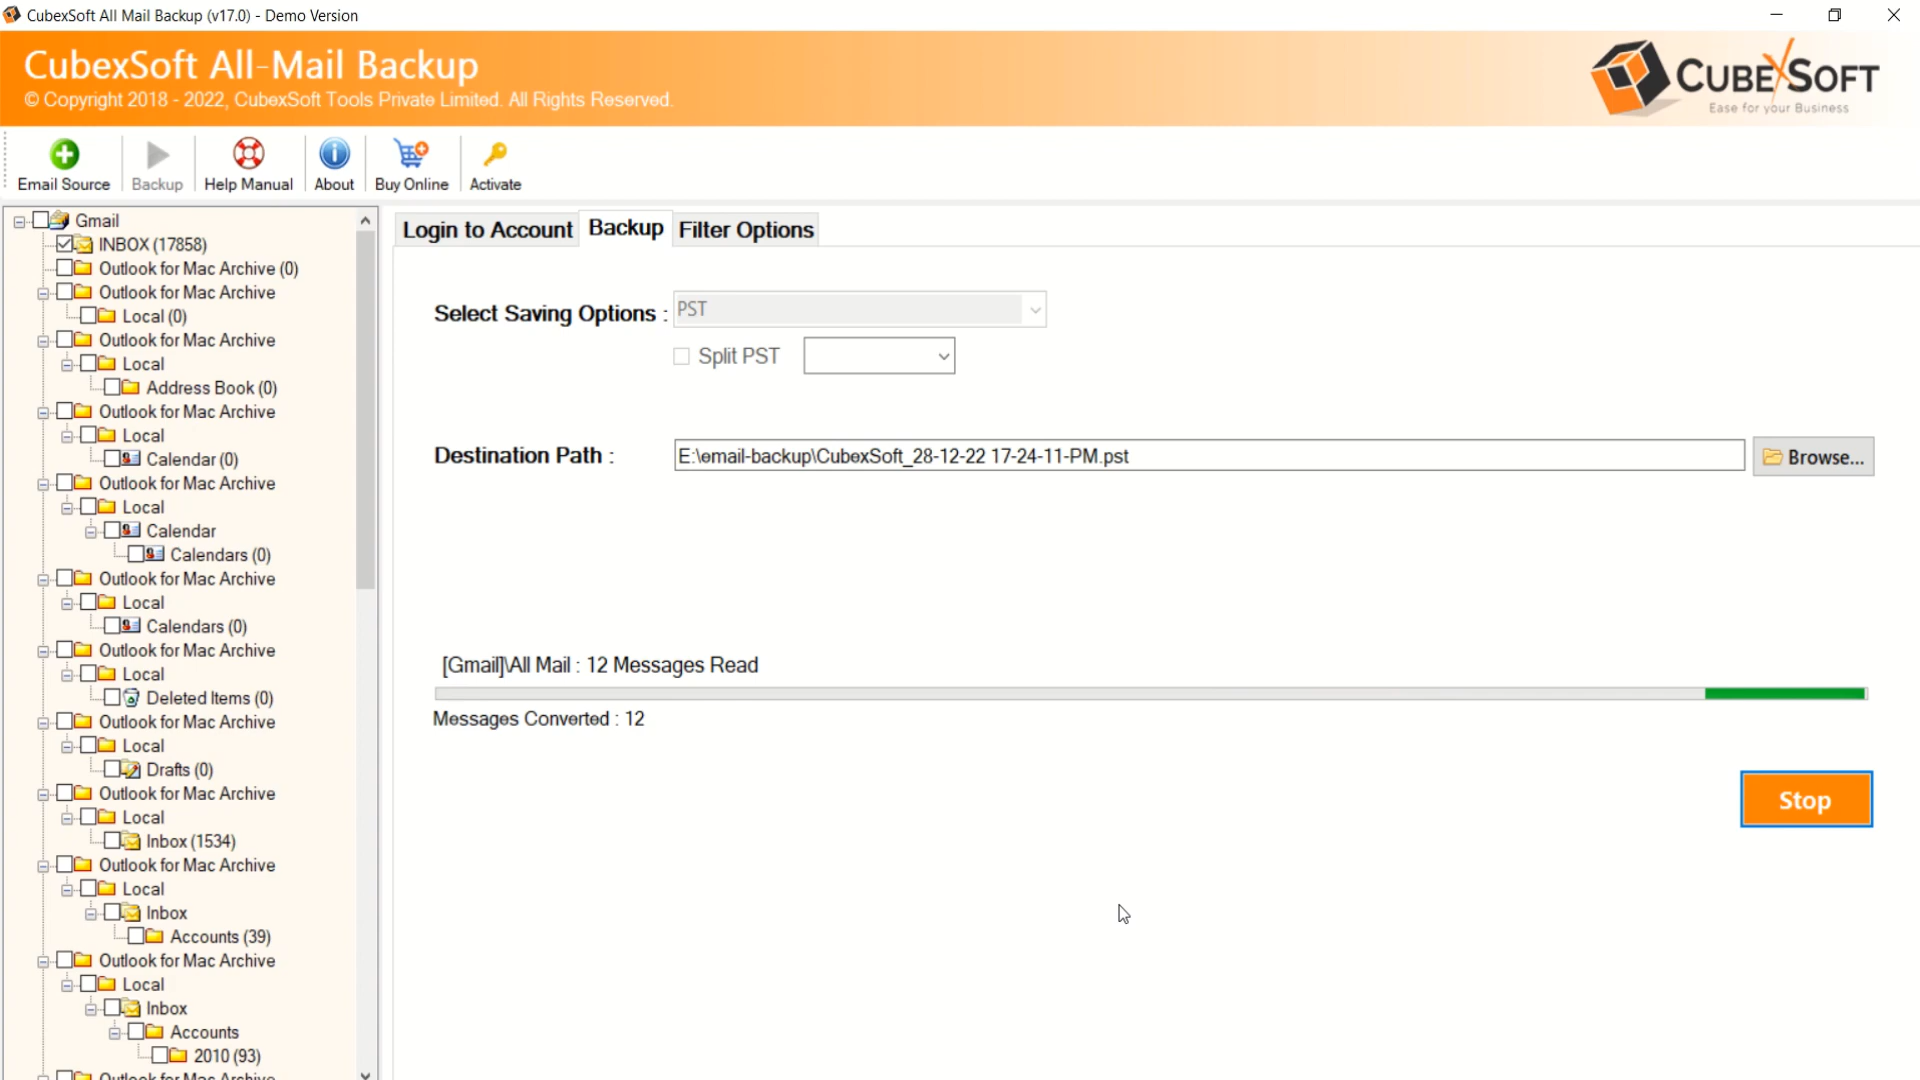 CubexSoft All Mail Backup (v17.0) - Demo Version
CubexSoft All-Mail Backup
© Copyright 2018 - 2022, CubexSoft Tools Private Limited. All Rights Reserved.
CUBEXSOFT
Ease for your Business
Email Source
Backup
Help Manual
About
Buy Online
Activate
Gmail
INBOX (17858)
Outlook for Mac Archive (0)
Outlook for Mac Archive
Local (0)
Outlook for Mac Archive
Local
Address Book (0)
Outlook for Mac Archive
Local
Calendar (0)
Outlook for Mac Archive
Local
Calendar
Calendars (0)
Outlook for Mac Archive
Local
Calendars (0)
Outlook for Mac Archive
Local
Deleted Items (0)
Outlook for Mac Archive
Local
Drafts (0)
Outlook for Mac Archive
Local
Inbox (1534)
Outlook for Mac Archive
Local
Inbox
Accounts (39)
Outlook for Mac Archive
Local
Inbox
Accounts
2010 (93)
Outlook for Mac Archive
Login to Account
Backup
Filter Options
Select Saving Options : PST
Split PST
Destination Path : E:\email-backup\CubexSoft_28-12-22 17-24-11-PM.pst
Browse...
[Gmail]\All Mail : 12 Messages Read
Messages Converted : 12
Stop